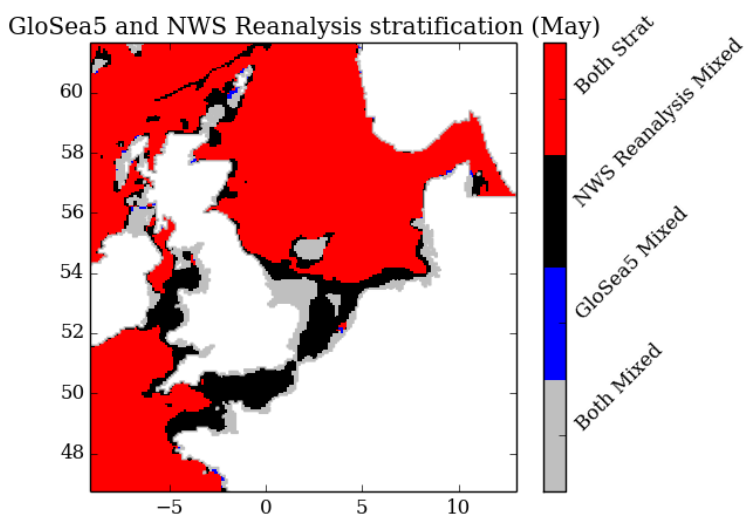 GloSea5 and NWS Reanalysis stratification (May)
60
58
56
54
52
50
48
−5
0
5
10
Both Strat
NWS Reanalysis Mixed
GloSea5 Mixed
Both Mixed